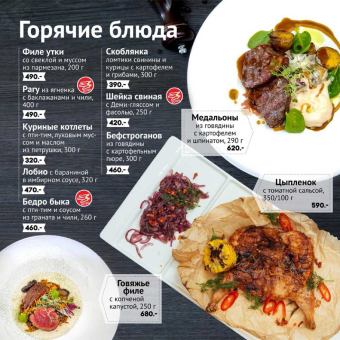 Горячие блюда
Филе утки
со свеклой и муссом
из пармезана, 200 г
490.-
Рагу из ягненка
с баклажанами и чили,
400 г
490.-
Куриные котлеты
с пти-тим, луковым мус-
сом и маслом
из петрушки, 300 г
320.-
Лобио с бараниной
в имбирном соусе, 320 г
470.-
Бедро быка
с пти-тим и соусом
из граната и чили, 260 г
460.-
Скоблянка
ломтики свинины и
курицы с картофелем
и грибами, 300 г
390.-
Шейка свиная
с Деми-глассом и
фасолью, 250 г
420.-
Бефстроганов
из говядины
с картофельным
пюре, 300 г
460.-
Медальоны
из говядины
с картофелем
и шпинатом, 290 г
620.-
Цыпленок
с томатной сальсой,
350/100 г
590.-
Говяжье
филе
с копченой
капустой, 250 г
680.-